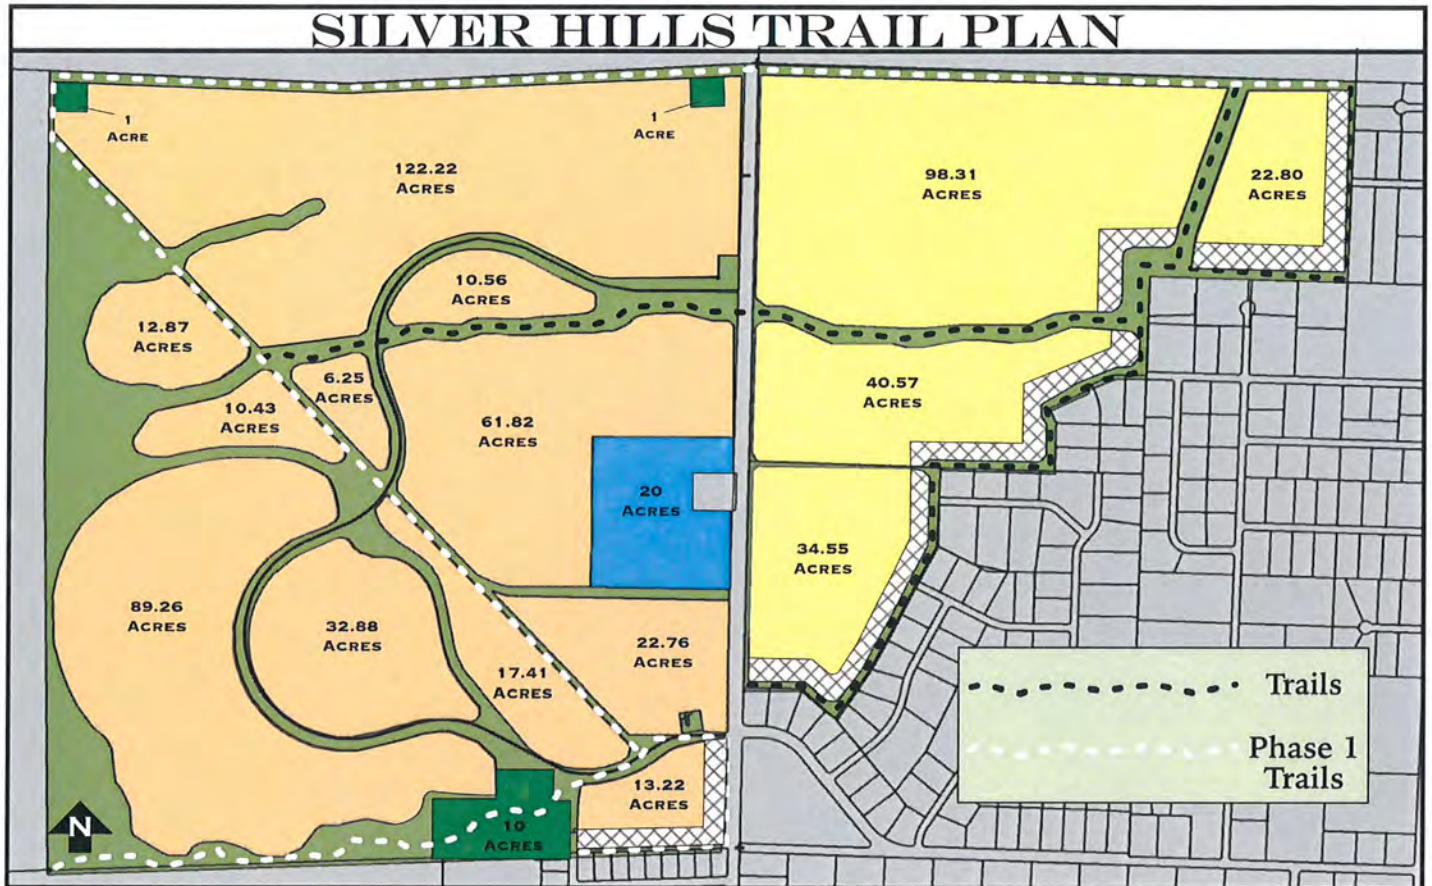 SILVER HILLS TRAIL PLAN
1
ACRE
1
ACRE
122.22
ACRES
98.31
ACRES
22.80
ACRES
10.56
ACRES
12.87
ACRES
6.25
ACRES
10.43
ACRES
61.82
ACRES
40.57
ACRES
20
ACRES
34.55
ACRES
89.26
ACRES
32.88
ACRES
22.76
ACRES
17.41
ACRES
13.22
ACRES
10
ACRES
N
Trails
Phase 1
Trails